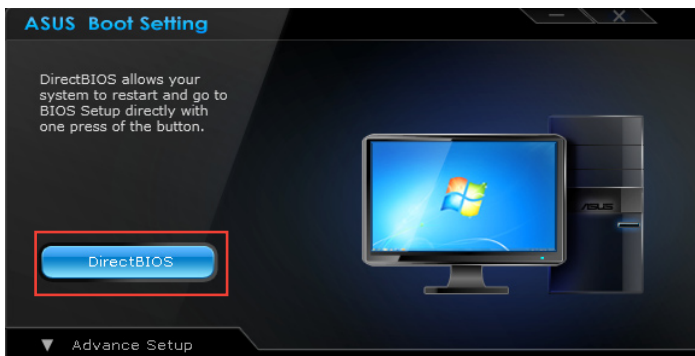 ASUS Boot Setting
DirectBIOS allows your
system to restart and go to
BIOS Setup directly with
one press of the button.
/ISUS
DirectBIOS
▼ Advance Setup